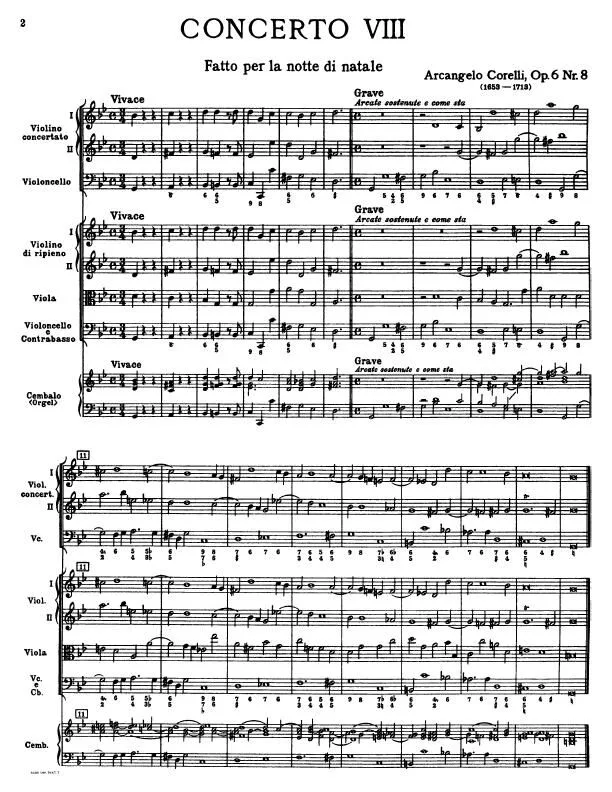 2
CONCERTO VIII
Fatto per la notte di natale
Arcangelo Corelli, Op.6 Nr.8
(1653—1713)
Vivace
Grave
Arcate sostenute e come sta
Violino
concertato
I
II
Violoncello
Vivace
Grave
Arcate sostenute e come sta
Violino
di ripieno
I
II
Viola
Violoncello
e
Contrabasso
Vivace
Grave
Arcate sostenute e come sta
Cembalo
‹Orgel›
11
Viol.
concert.
I
II
Vc.
11
Viol.
I
II
Viola
Vc.
e
Cb.
11
Cemb.